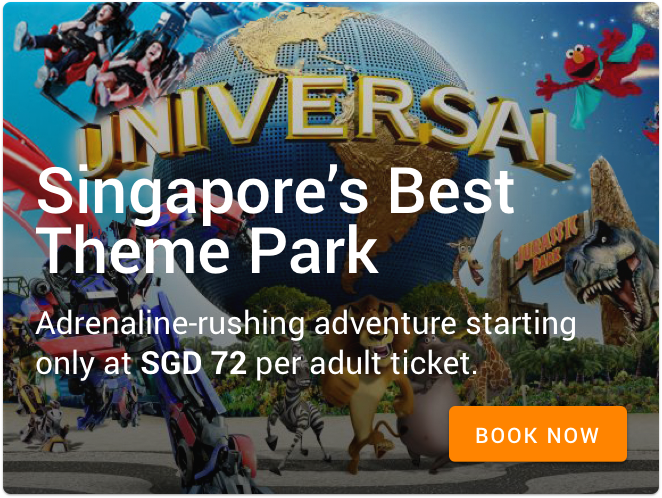 UNIVERSAL
Singapore’s Best
Theme Park
JURASSIC
PARK
Adrenaline-rushing adventure starting
only at SGD 72 per adult ticket.
BOOK NOW